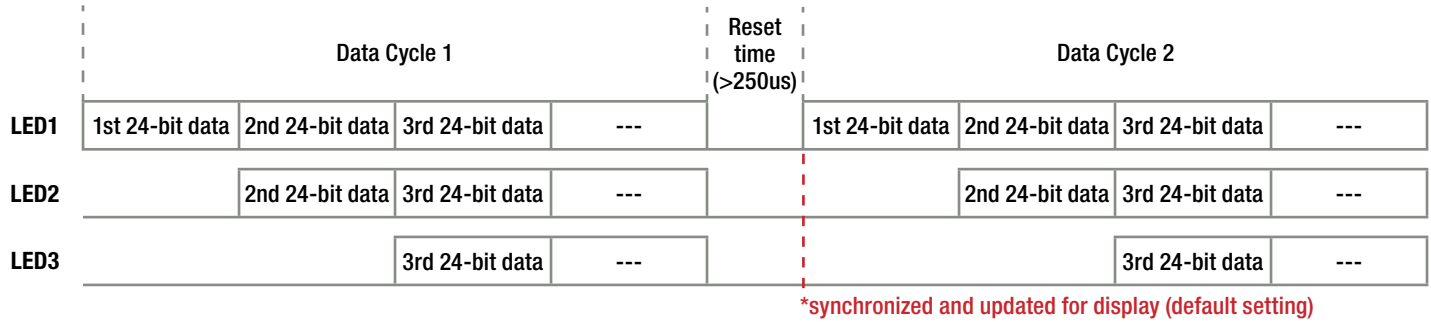 Data Cycle 1
Reset
time
(>250us)
Data Cycle 2
LED1 1st 24-bit data 2nd 24-bit data 3rd 24-bit data --- 1st 24-bit data 2nd 24-bit data 3rd 24-bit data ---
LED2 2nd 24-bit data 3rd 24-bit data --- 2nd 24-bit data 3rd 24-bit data ---
LED3 3rd 24-bit data --- 3rd 24-bit data ---
*synchronized and updated for display (default setting)